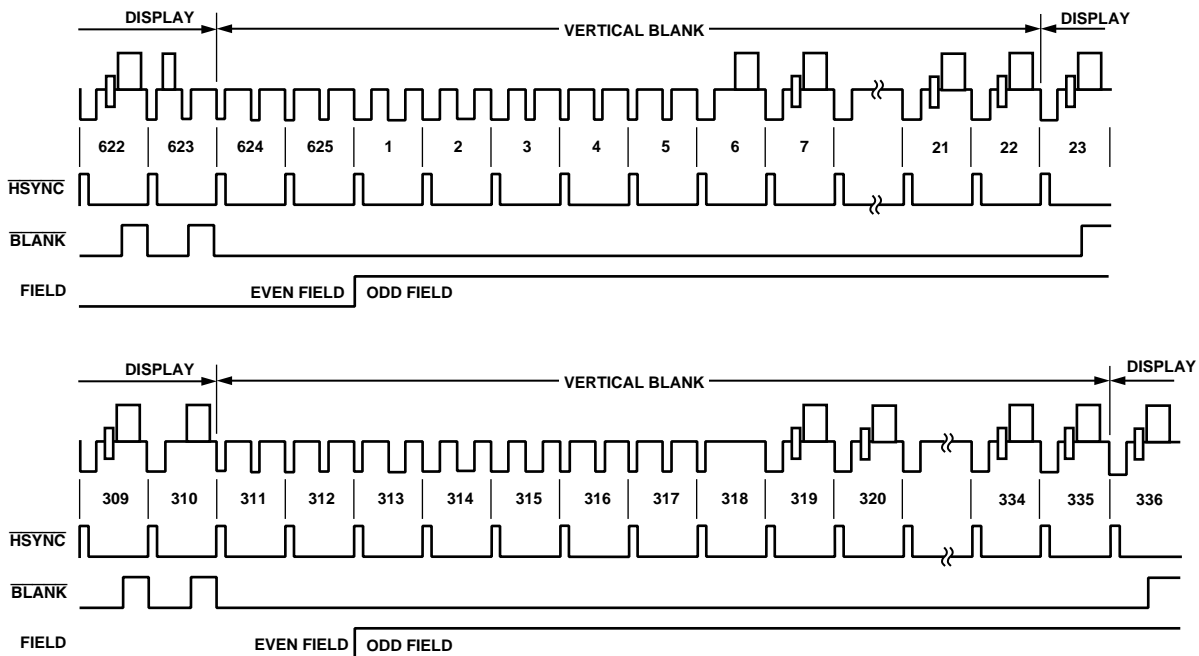 DISPLAY VERTICAL BLANK DISPLAY
622 623 624 625 1 2 3 4 5 6 7 21 22 23
HSYNC
BLANK
FIELD EVEN FIELD ODD FIELD
DISPLAY VERTICAL BLANK DISPLAY
309 310 311 312 313 314 315 316 317 318 319 320 334 335 336
HSYNC
BLANK
FIELD EVEN FIELD ODD FIELD